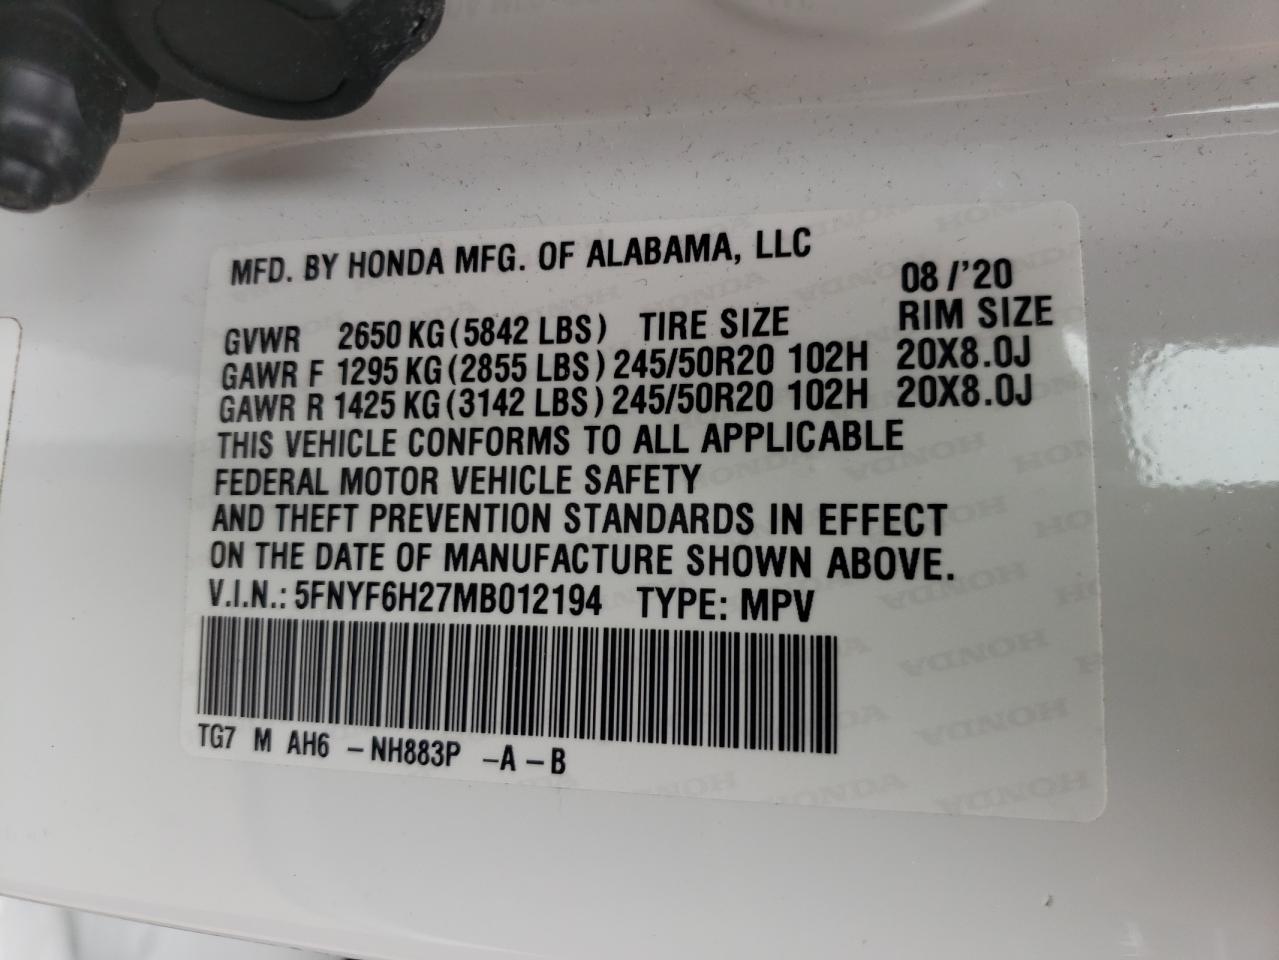 MFD. BY HONDA MFG. OF ALABAMA, LLC
08 /'20
GVWR 2650 KG (5842 LBS) TIRE SIZE RIM SIZE
GAWR F 1295 KG (2855 LBS) 245/50R20 102H 20X8.0J
GAWR R 1425 KG (3142 LBS) 245/50R20 102H 20X8.0J
THIS VEHICLE CONFORMS TO ALL APPLICABLE
FEDERAL MOTOR VEHICLE SAFETY
AND THEFT PREVENTION STANDARDS IN EFFECT
ON THE DATE OF MANUFACTURE SHOWN ABOVE.
V.I.N.: 5FNYF6H27MB012194 TYPE: MPV
TG7 M AH6 -NH883P -A-B